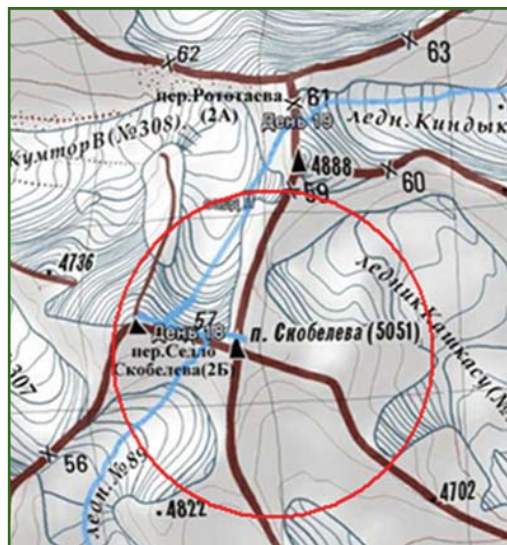 62
63
пер.Рототаева
(2А)
61
День 19
ледн. Киндык
Кумтор В (№308).
4888
60
59
4736
ледник Кашкасу (№
57
День 18
п. Скобелева (5051)
пер.Седло
Скобелева(2Б)
307
56
ледн. №89
4702
4822